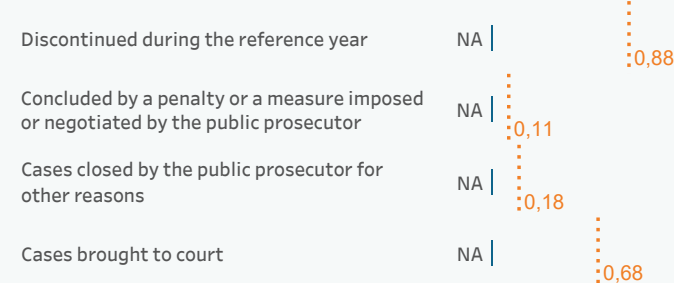 Discontinued during the reference year NA
0,88
Concluded by a penalty or a measure imposed
or negotiated by the public prosecutor
NA
0,11
Cases closed by the public prosecutor for
other reasons
NA
0,18
Cases brought to court NA
0,68